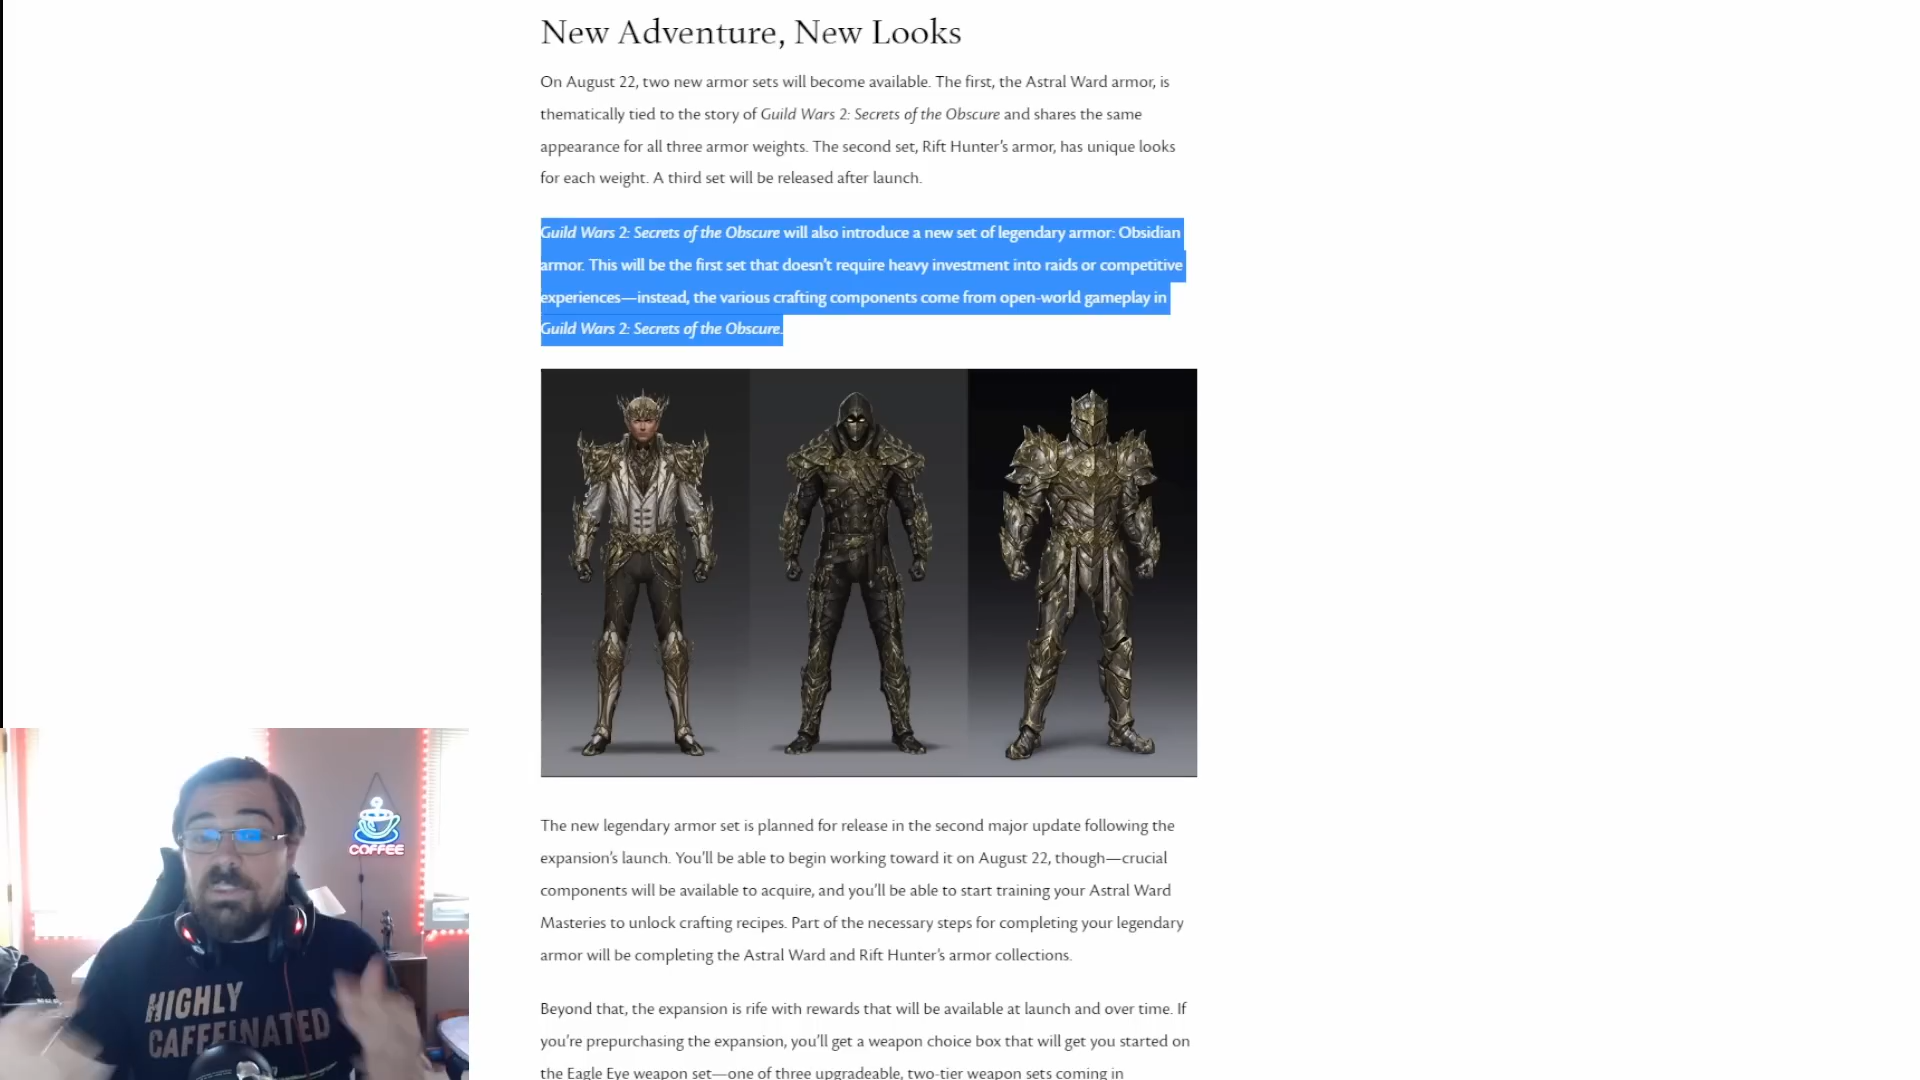 New Adventure, New Looks
On August 22, two new armor sets will become available. The first, the Astral Ward armor, is
thematically tied to the story of Guild Wars 2: Secrets of the Obscure and shares the same
appearance for all three armor weights. The second set, Rift Hunter’s armor, has unique looks
for each weight. A third set will be released after launch.
Guild Wars 2: Secrets of the Obscure will also introduce a new set of legendary armor: Obsidian
armor. This will be the first set that doesn’t require heavy investment into raids or competitive
experiences—instead, the various crafting components come from open-world gameplay in
Guild Wars 2: Secrets of the Obscure.
The new legendary armor set is planned for release in the second major update following the
expansion’s launch. You’ll be able to begin working toward it on August 22, though—crucial
components will be available to acquire, and you’ll be able to start training your Astral Ward
Masteries to unlock crafting recipes. Part of the necessary steps for completing your legendary
armor will be completing the Astral Ward and Rift Hunter’s armor collections.
Beyond that, the expansion is rife with rewards that will be available at launch and over time. If
you’re prepurchasing the expansion, you’ll get a weapon choice box that will get you started on
the Eagle Eye weapon set—one of three upgradeable, two-tier weapon sets coming in
COFFEE
HIGHLY
CAFFEINATED